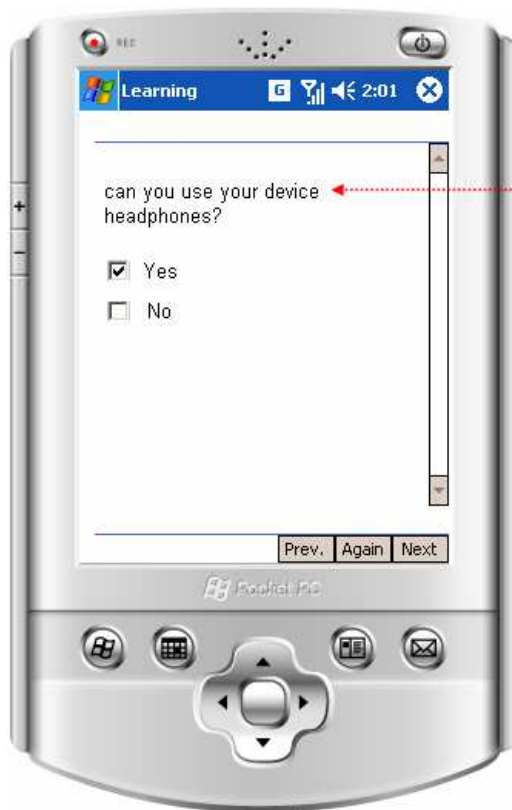 REC
Learning G 2:01
can you use your device
headphones?
Yes
No
Prev. Again Next
Pocket PC